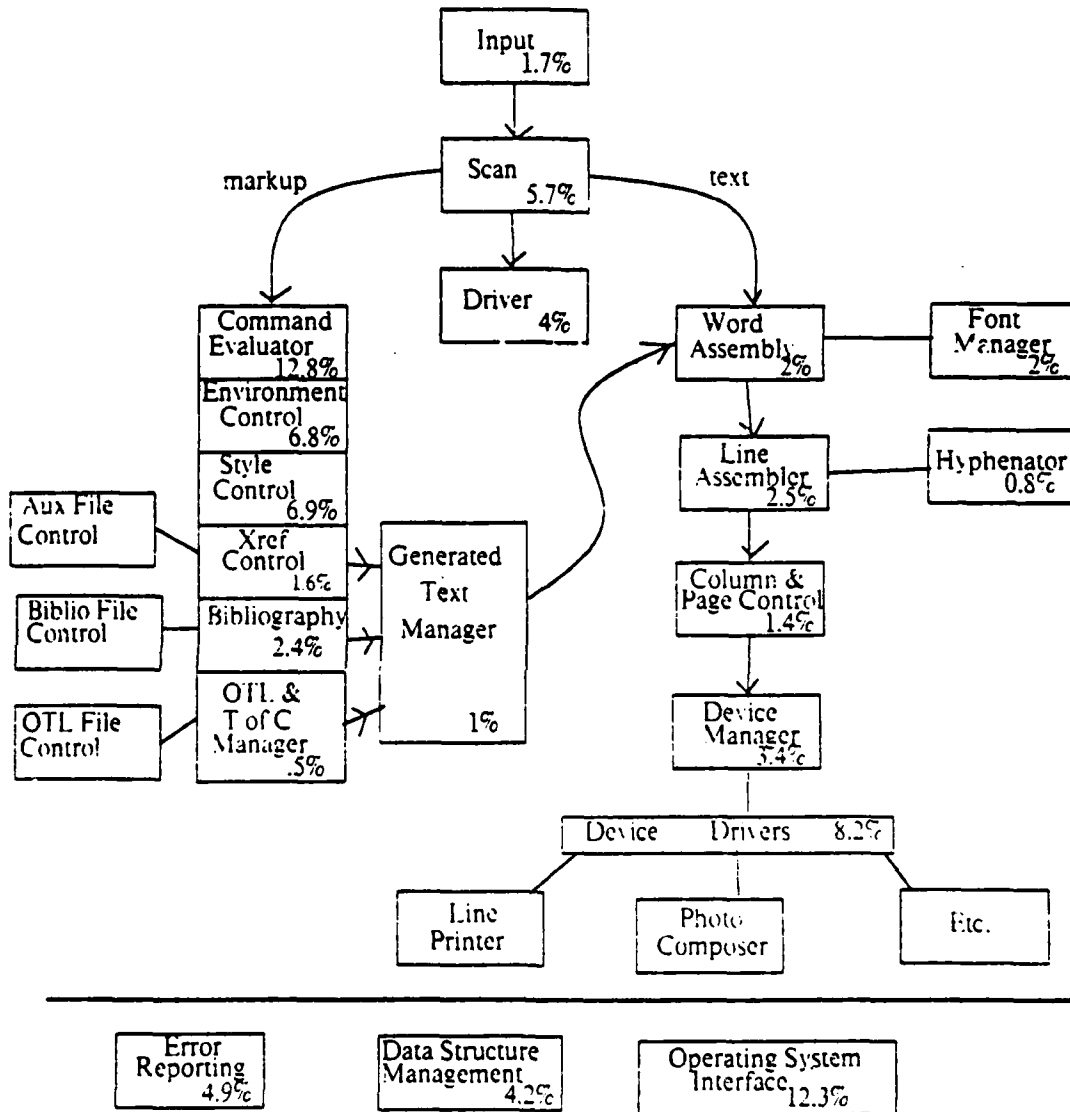 Input
1.7%
Scan
5.7%
markup
text
Driver
4%
Command
Evaluator
12.8%
Environment
Control
6.8%
Style
Control
6.9%
Xref
Control
1.6%
Bibliography
2.4%
OTL &
T of C
Manager
.5%
Aux File
Control
Biblio File
Control
OTL File
Control
Generated
Text
Manager
1%
Word
Assembly
2%
Font
Manager
2%
Line
Assembler
2.5%
Hyphenator
0.8%
Column &
Page Control
1.4%
Device
Manager
Device Drivers 8.2%
Line
Printer
Photo
Composer
Etc.
Error
Reporting
4.9%
Data Structure
Management
4.2%
Operating System
Interface
12.3%